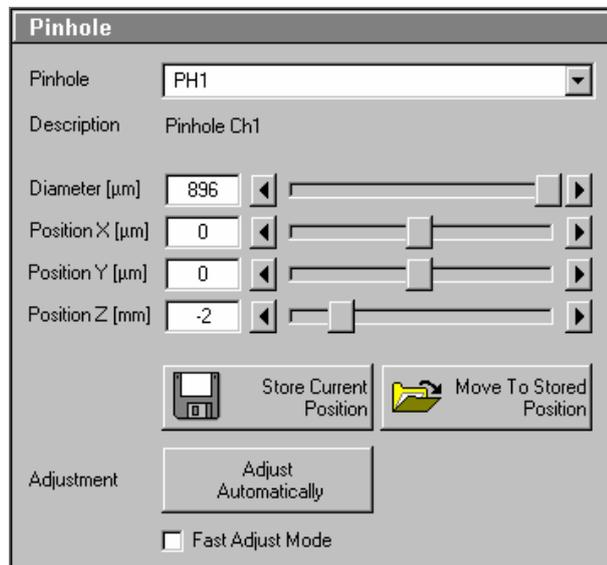 Pinhole
Pinhole PH1
Description Pinhole Ch1
Diameter [µm] 896
Position X [µm] 0
Position Y [µm] 0
Position Z [mm] -2
Store Current
Position
Move To Stored
Position
Adjustment
Adjust
Automatically
Fast Adjust Mode